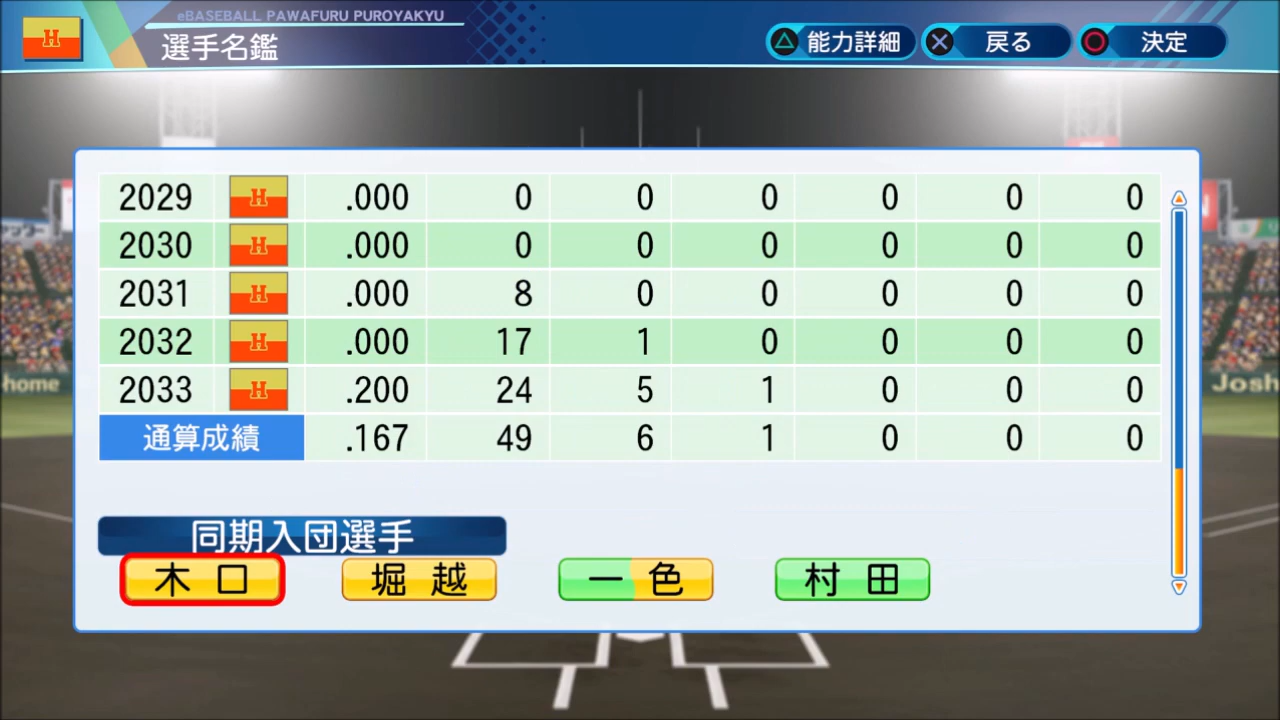 eBASEBALL PAWAFURU PUROYAKYU
H 選手名鑑 能力詳細 戻る 決定
2029 H .000 0 0 0 0 0 0
2030 H .000 0 0 0 0 0 0
2031 H .000 8 0 0 0 0 0
2032 H .000 17 1 0 0 0 0
2033 H .200 24 5 1 0 0 0
通算成績 .167 49 6 1 0 0 0
home Josh
同期入団選手
木口 堀越 一色 村田